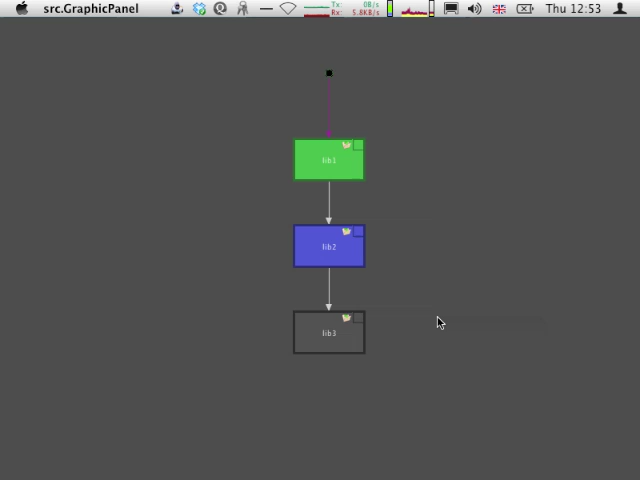 src.GraphicPanel
Tx: 0B/s
Rx: 5.8KB/s
Thu 12:53
lib1
lib2
lib3